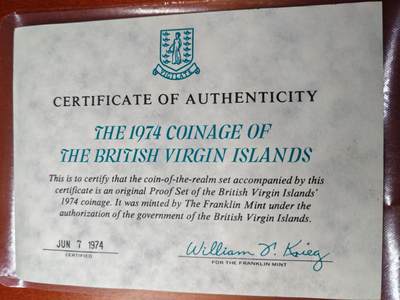 VIGILATE
CERTIFICATE OF AUTHENTICITY
THE 1974 COINAGE OF
THE BRITISH VIRGIN ISLANDS
This is to certify that the coin-of-the-realm set accompanied by this
certificate is an original Proof Set of the British Virgin Islands'
1974 coinage. It was minted by The Franklin Mint under the
authorization of the government of the British Virgin Islands.
JUN 7 1974
CERTIFIED
William T. Krieg
FOR THE FRANKLIN MINT